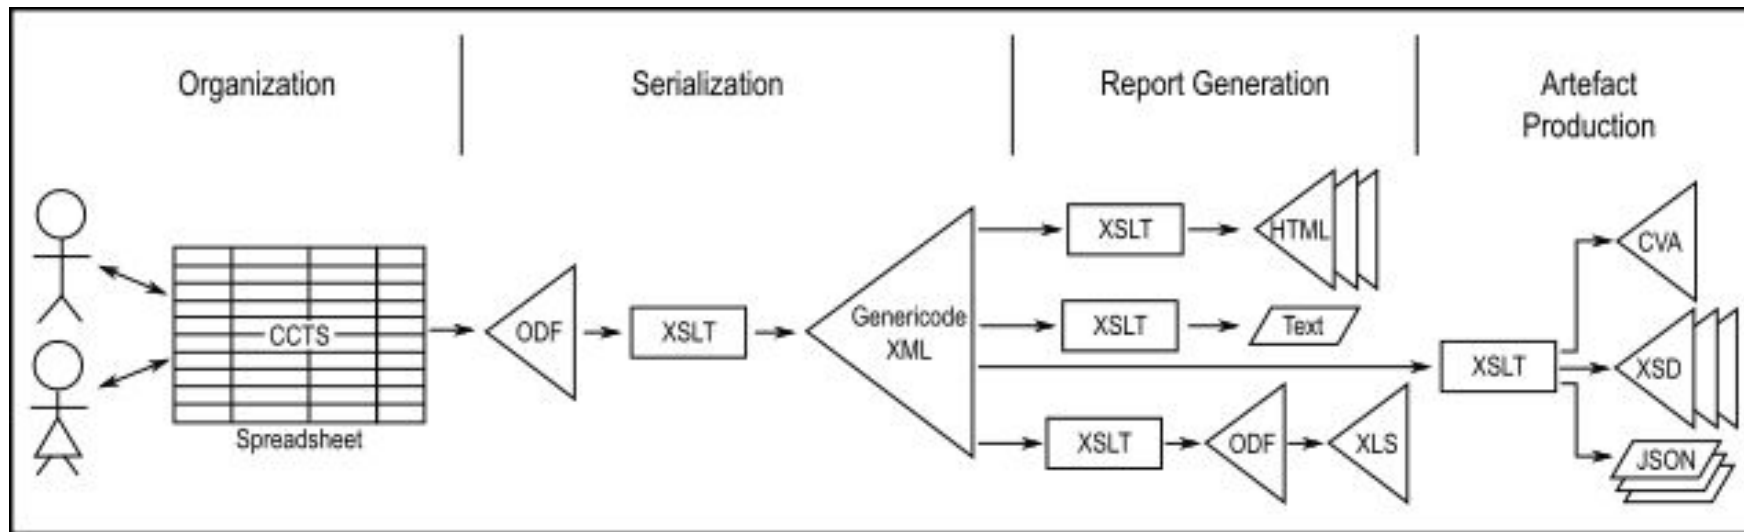 Organization
Serialization
Report Generation
Artefact
Production
CCTS
Spreadsheet
ODF
XSLT
Genericode
XML
XSLT
HTML
XSLT
Text
XSLT
ODF
XLS
XSLT
CVA
XSD
JSON